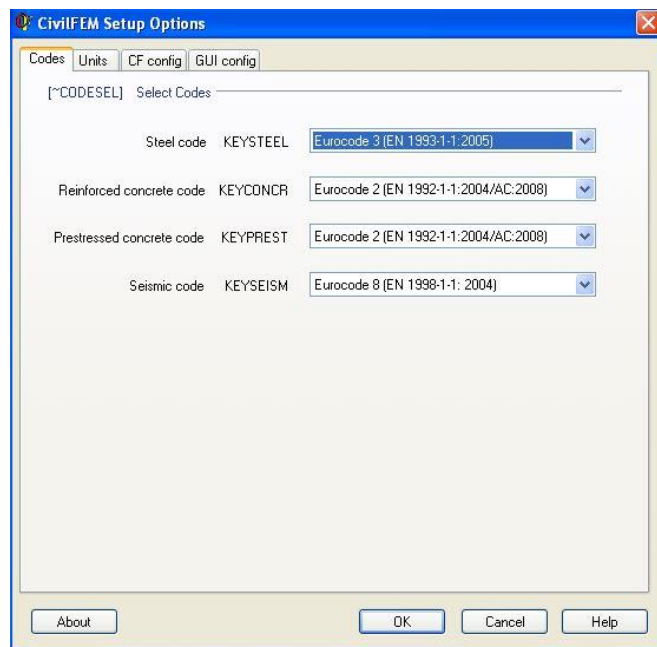 CivilFEM Setup Options
Codes Units CF config GUI config
[~CODESEL] Select Codes
Steel code KEYSTEEL Eurocode 3 (EN 1993-1-1:2005)
Reinforced concrete code KEYCONCR Eurocode 2 (EN 1992-1-1:2004/AC:2008)
Prestressed concrete code KEYPREST Eurocode 2 (EN 1992-1-1:2004/AC:2008)
Seismic code KEYSEISM Eurocode 8 (EN 1998-1-1: 2004)
About OK Cancel Help